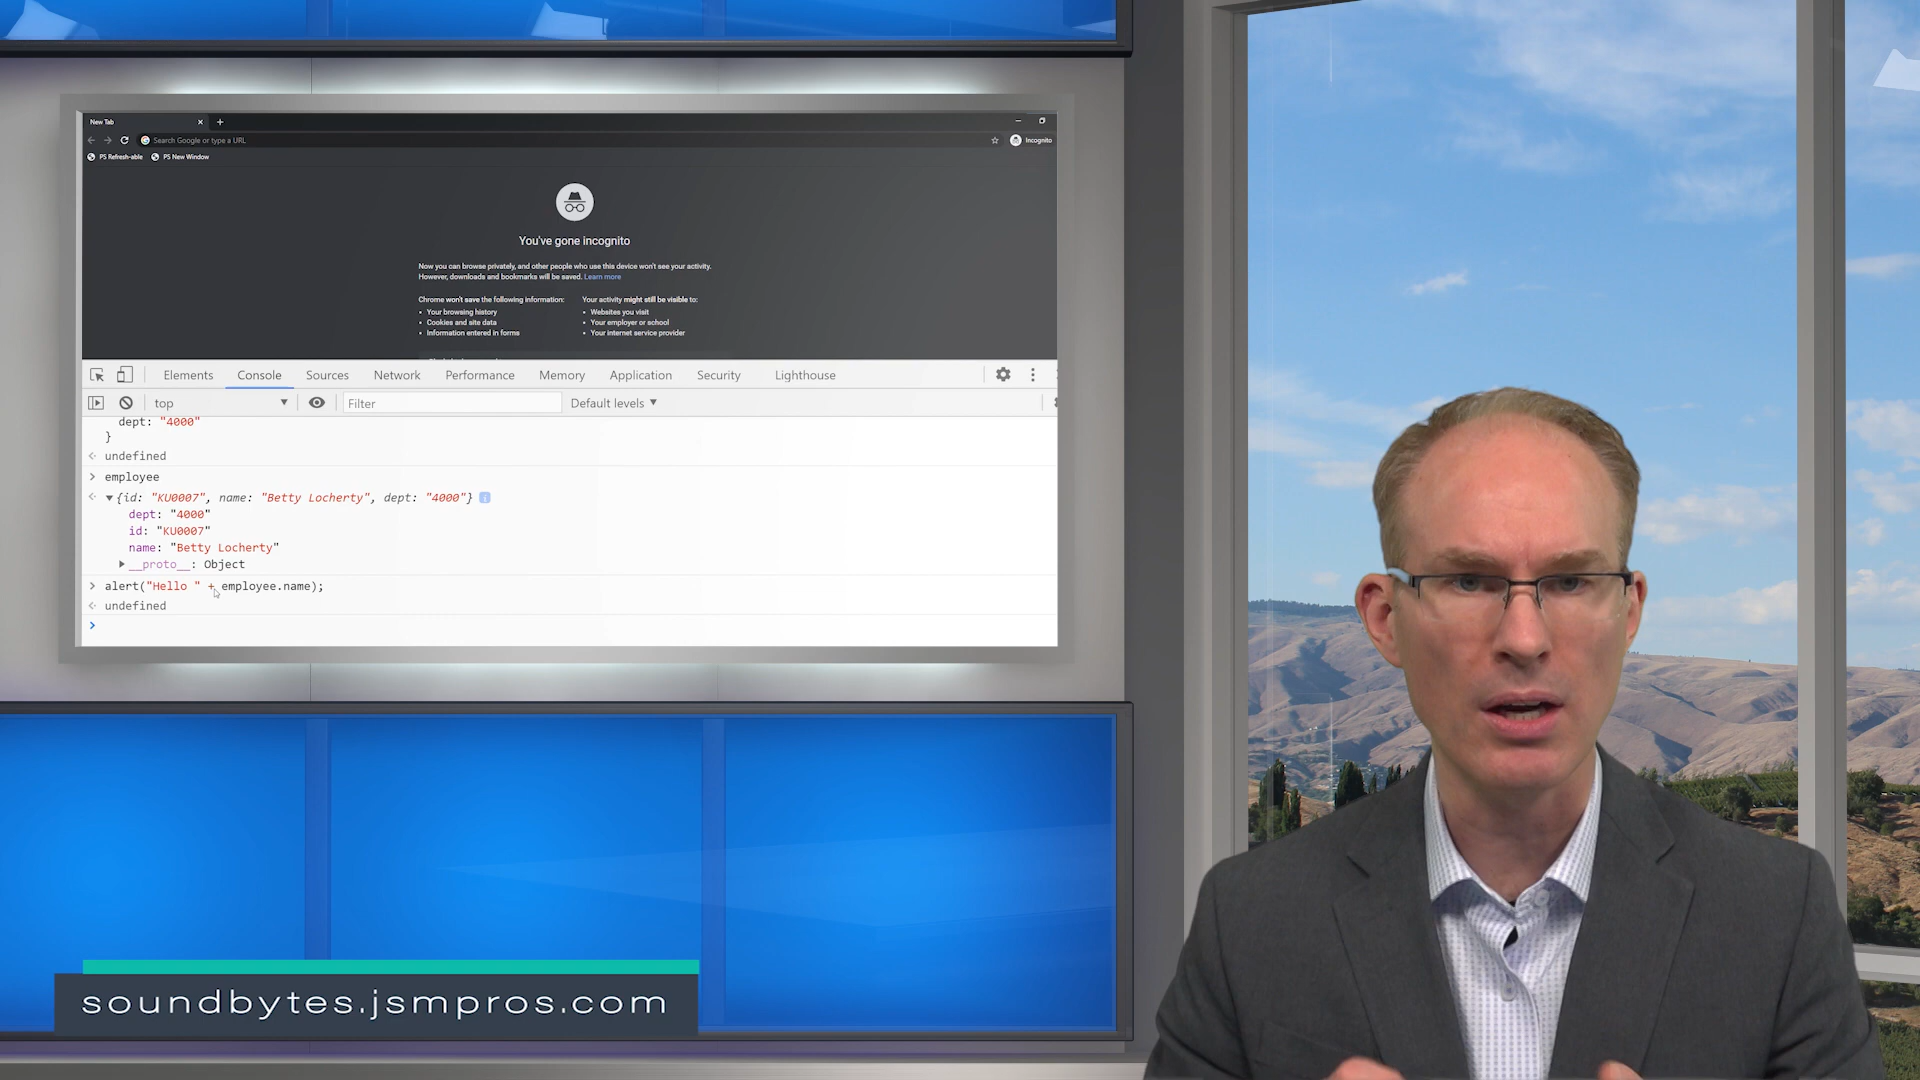 New Tab
Search Google or type a URL
Incognito
PS Refresh-able
PS New Window
You've gone incognito
Now you can browse privately, and other people who use this device won't see your activity.
However, downloads and bookmarks will be saved. Learn more
Chrome won't save the following information:
• Your browsing history
• Cookies and site data
• Information entered in forms
Your activity might still be visible to:
• Websites you visit
• Your employer or school
• Your internet service provider
Elements Console Sources Network Performance Memory Application Security Lighthouse
top Filter Default levels
dept: "4000"
}
undefined
employee
{id: "KU0007", name: "Betty Locherty", dept: "4000"}
dept: "4000"
id: "KU0007"
name: "Betty Locherty"
__proto__: Object
alert("Hello " + employee.name);
undefined
soundbytes.jsmpros.com